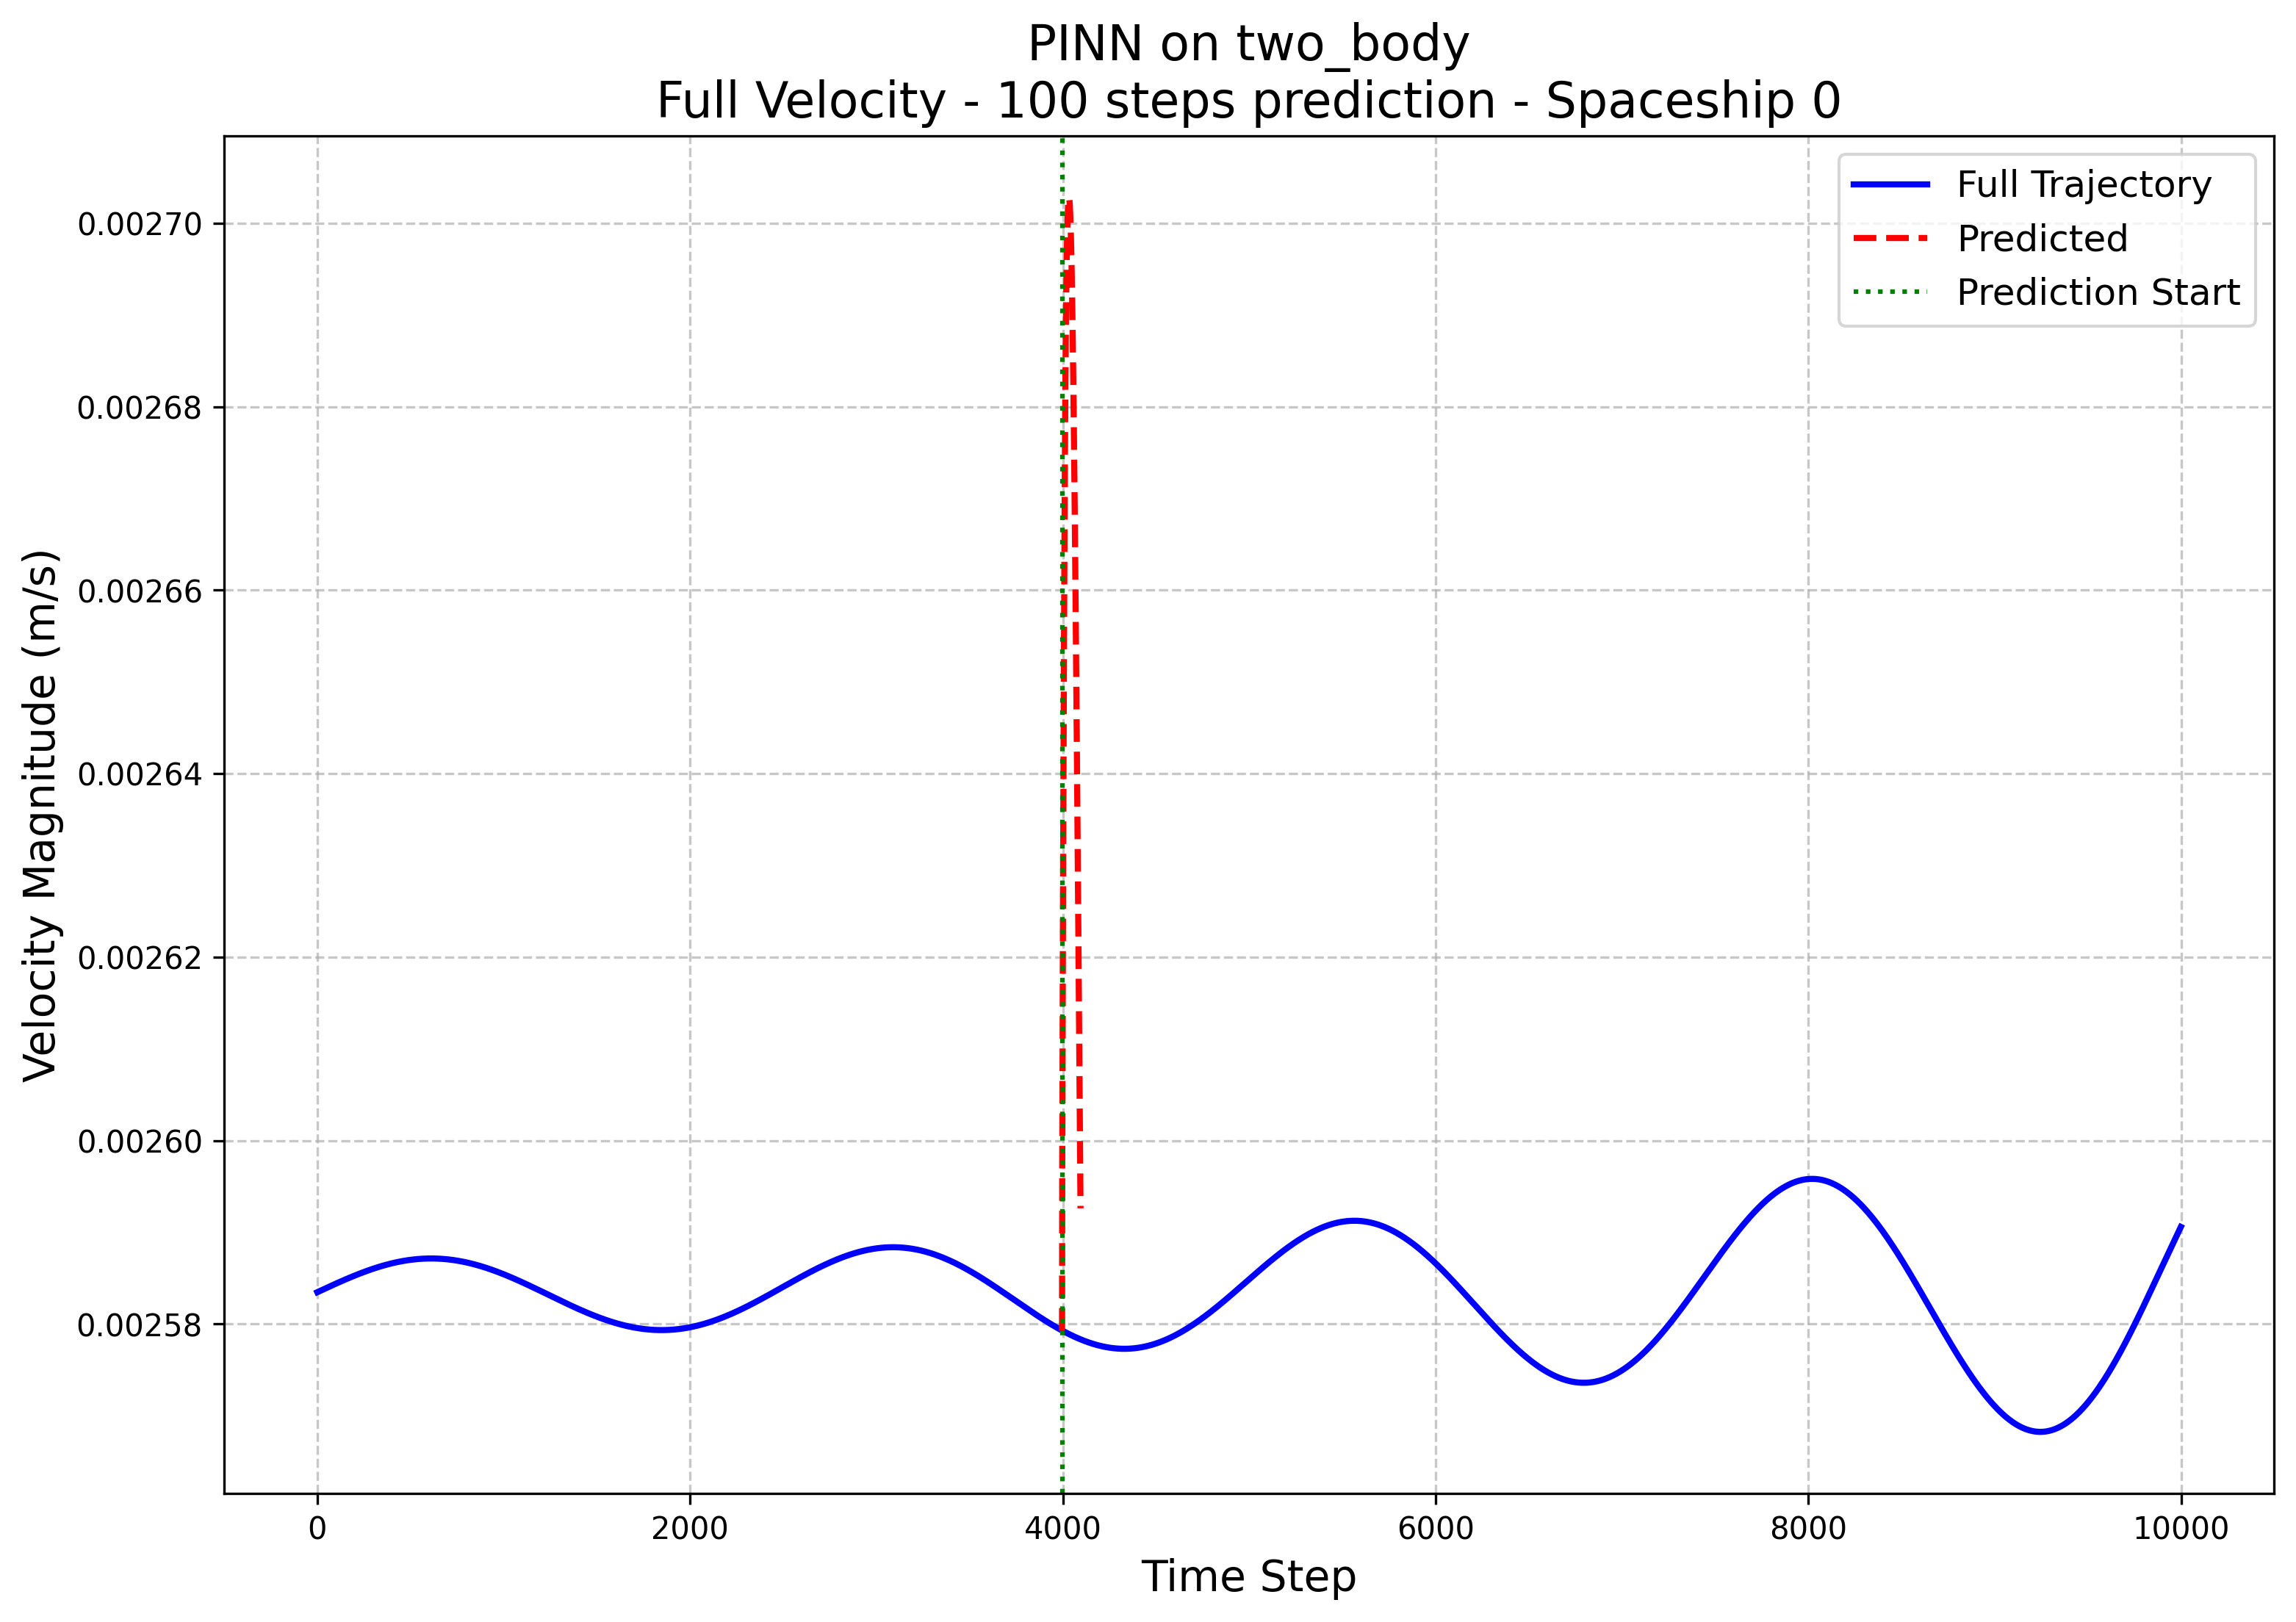 PINN on two_body
Full Velocity - 100 steps prediction - Spaceship 0
Full Trajectory
Predicted
Prediction Start
Velocity Magnitude (m/s)
0.00270
0.00268
0.00266
0.00264
0.00262
0.00260
0.00258
0
2000
4000
6000
8000
10000
Time Step